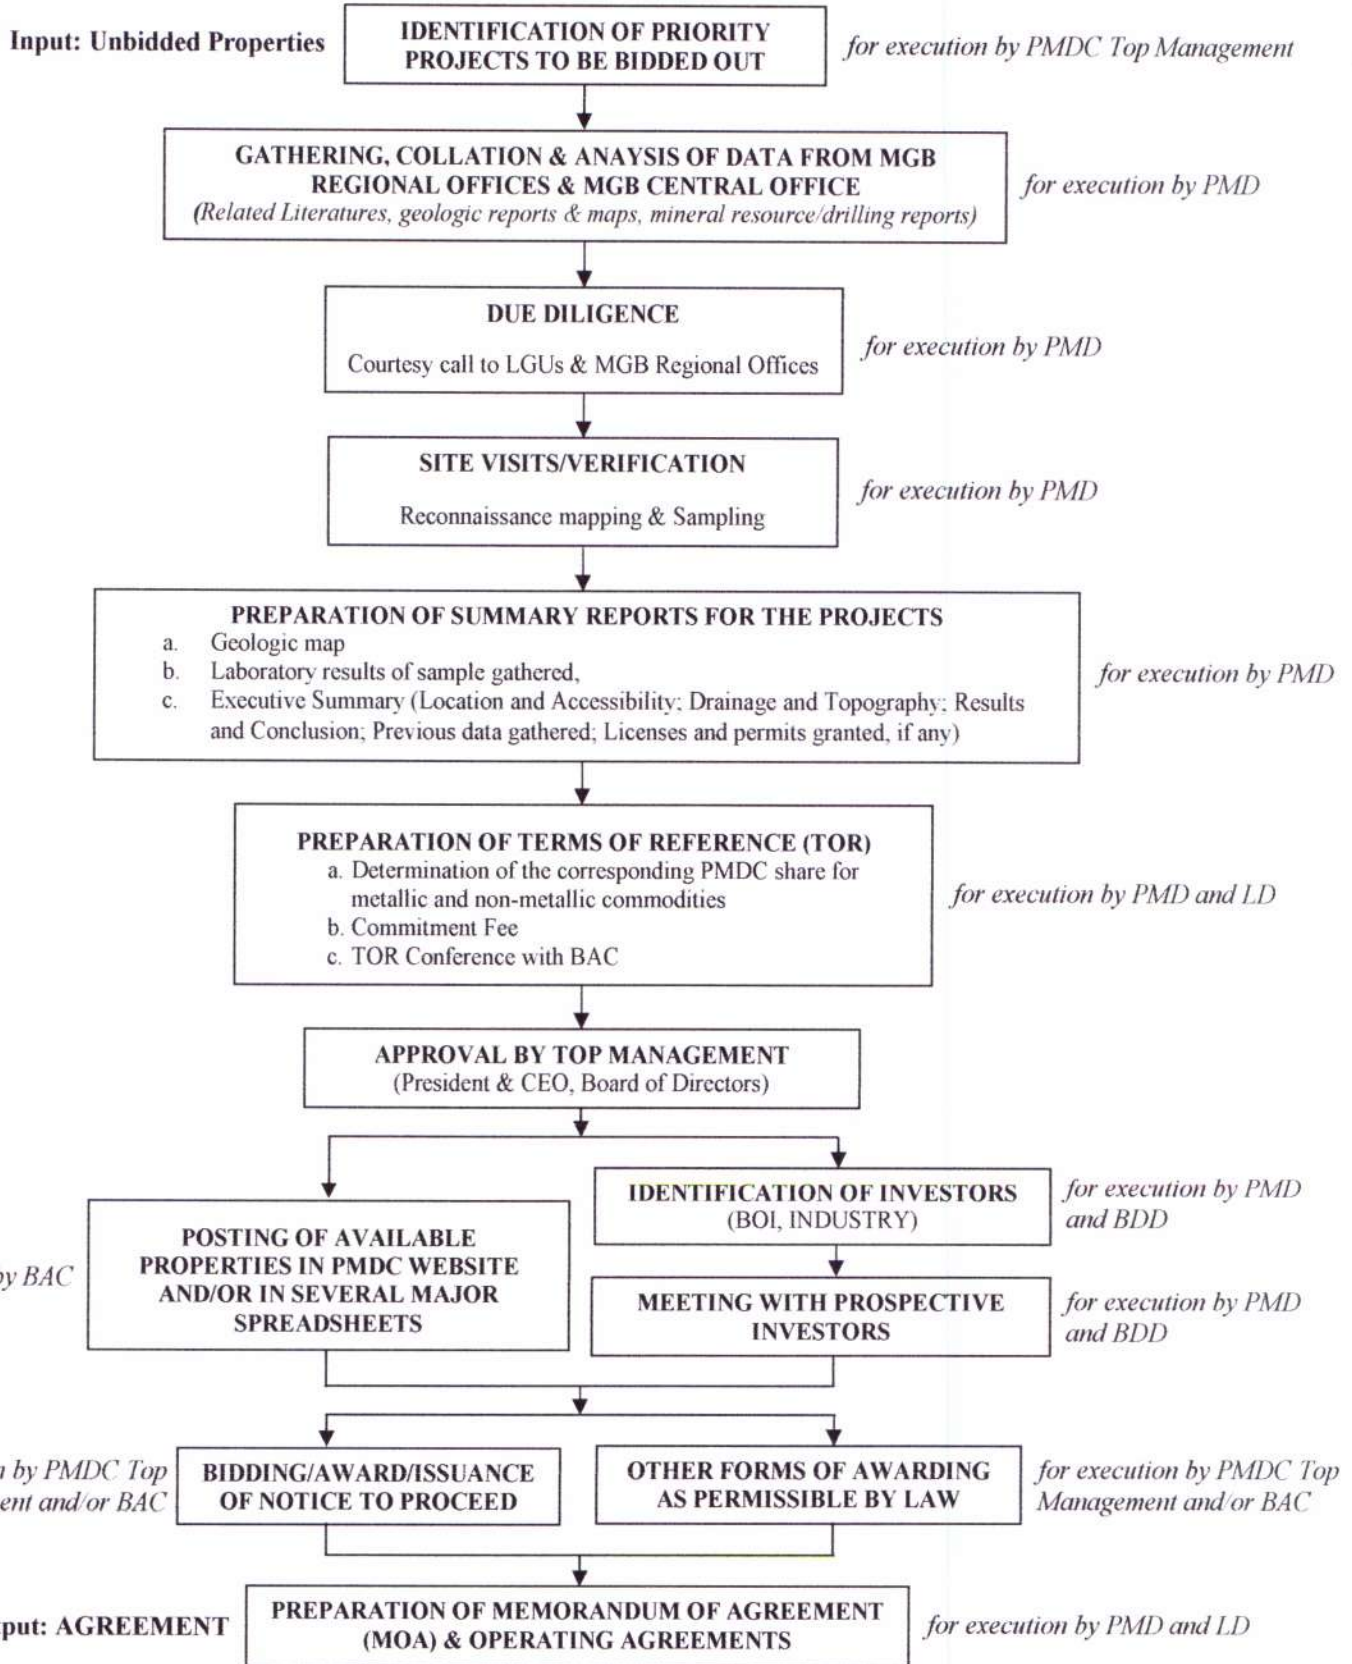 Input: Unbidded Properties
IDENTIFICATION OF PRIORITY
PROJECTS TO BE BIDDED OUT
for execution by PMDC Top Management
GATHERING, COLLATION & ANAYSIS OF DATA FROM MGB
REGIONAL OFFICES & MGB CENTRAL OFFICE
(Related Literatures, geologic reports & maps, mineral resource/drilling reports)
for execution by PMD
DUE DILIGENCE
Courtesy call to LGUs & MGB Regional Offices
for execution by PMD
SITE VISITS/VERIFICATION
Reconnaissance mapping & Sampling
for execution by PMD
PREPARATION OF SUMMARY REPORTS FOR THE PROJECTS
a. Geologic map
b. Laboratory results of sample gathered,
c. Executive Summary (Location and Accessibility; Drainage and Topography; Results
and Conclusion; Previous data gathered; Licenses and permits granted, if any)
for execution by PMD
PREPARATION OF TERMS OF REFERENCE (TOR)
a. Determination of the corresponding PMDC share for
metallic and non-metallic commodities
b. Commitment Fee
c. TOR Conference with BAC
for execution by PMD and LD
APPROVAL BY TOP MANAGEMENT
(President & CEO, Board of Directors)
by BAC
POSTING OF AVAILABLE
PROPERTIES IN PMDC WEBSITE
AND/OR IN SEVERAL MAJOR
SPREADSHEETS
IDENTIFICATION OF INVESTORS
(BOI, INDUSTRY)
for execution by PMD
and BDD
MEETING WITH PROSPECTIVE
INVESTORS
for execution by PMD
and BDD
n by PMDC Top
ent and/or BAC
BIDDING/AWARD/ISSUANCE
OF NOTICE TO PROCEED
OTHER FORMS OF AWARDING
AS PERMISSIBLE BY LAW
for execution by PMDC Top
Management and/or BAC
put: AGREEMENT
PREPARATION OF MEMORANDUM OF AGREEMENT
(MOA) & OPERATING AGREEMENTS
for execution by PMD and LD